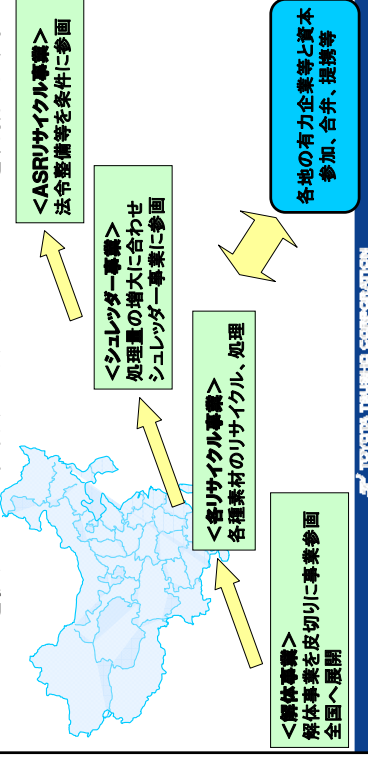 <解体事業>
解体事業を皮切りに事業参画
全国へ展開
<各リサイクル事業>
各種素材のリサイクル、処理
<シュレッダー事業>
処理量の増大に合わせ
シュレッダー事業に参画
<ASRリサイクル事業>
法令整備等を条件に参画
各地の有力企業等と資本
参加、合弁、提携等
TOYOTA TSUSHO CORPORATION